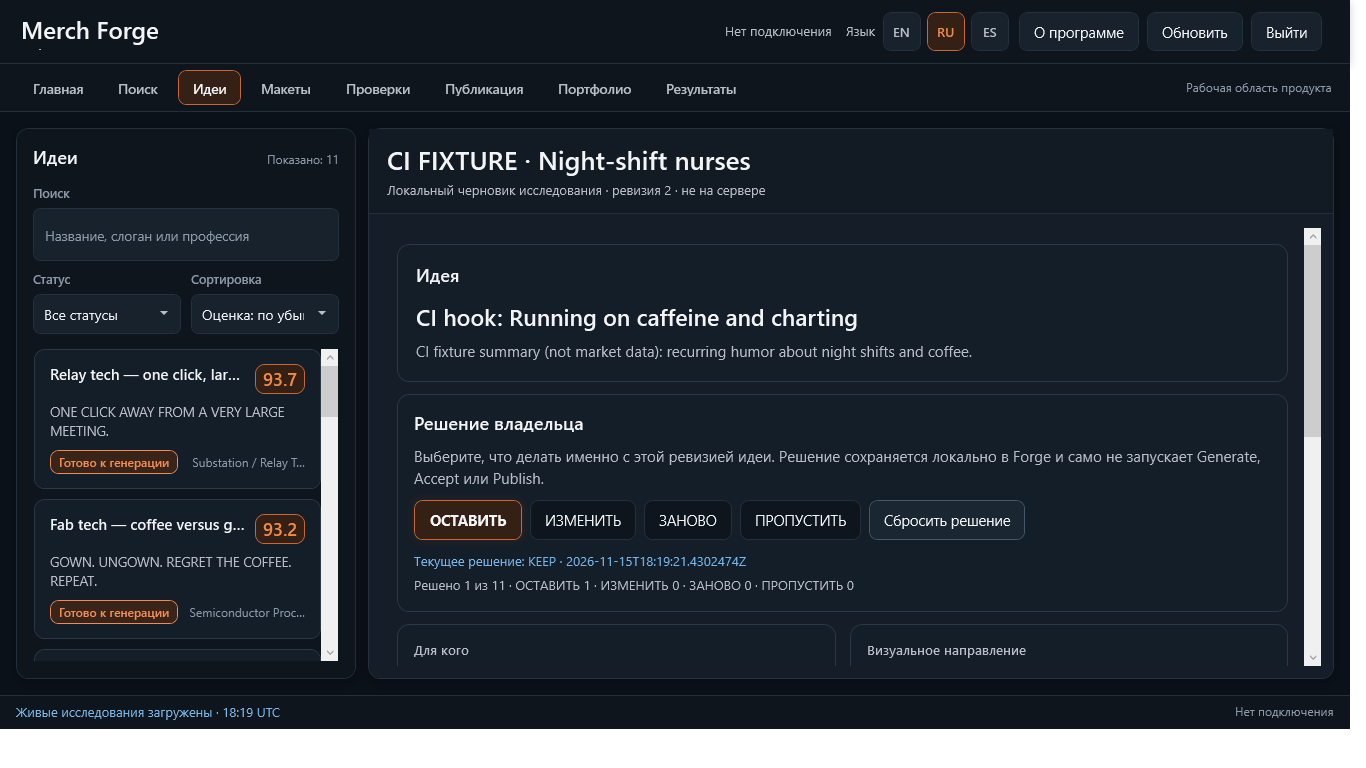 Merch Forge
Нет подключения
Язык
EN
RU
ES
О программе
Обновить
Выйти
Главная
Поиск
Идеи
Макеты
Проверки
Публикация
Портфолио
Результаты
Рабочая область продукта
Идеи
Показано: 11
Поиск
Название, слоган или профессия
Статус
Сортировка
Все статусы
Оценка: по убы
Relay tech — one click, lar...
93.7
ONE CLICK AWAY FROM A VERY LARGE
MEETING.
Готово к генерации
Substation / Relay T...
Fab tech — coffee versus g...
93.2
GOWN. UNGOWN. REGRET THE COFFEE.
REPEAT.
Готово к генерации
Semiconductor Proc...
CI FIXTURE · Night-shift nurses
Локальный черновик исследования · ревизия 2 · не на сервере
Идея
CI hook: Running on caffeine and charting
CI fixture summary (not market data): recurring humor about night shifts and coffee.
Решение владельца
Выберите, что делать именно с этой ревизией идеи. Решение сохраняется локально в Forge и само не запускает Generate,
Accept или Publish.
ОСТАВИТЬ
ИЗМЕНИТЬ
ЗАНОВО
ПРОПУСТИТЬ
Сбросить решение
Текущее решение: KEEP · 2026-11-15T18:19:21.4302474Z
Решено 1 из 11 · ОСТАВИТЬ 1 · ИЗМЕНИТЬ 0 · ЗАНОВО 0 · ПРОПУСТИТЬ 0
Для кого
Визуальное направление
Живые исследования загружены · 18:19 UTC
Нет подключения